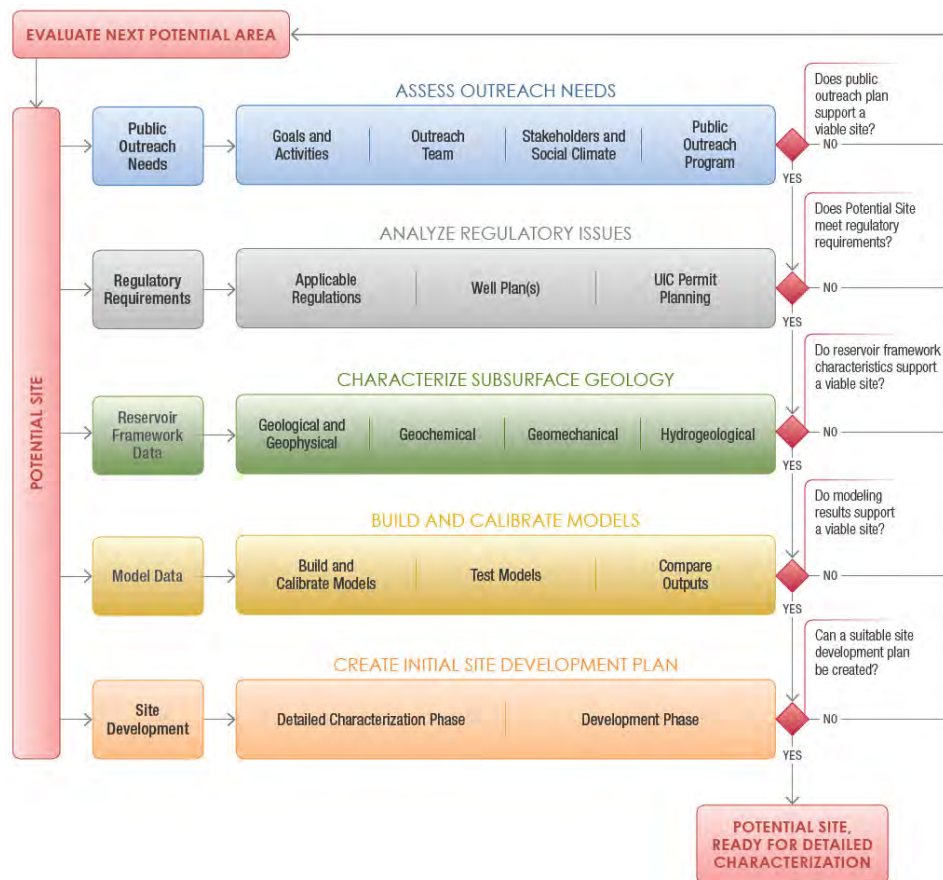 EVALUATE NEXT POTENTIAL AREA
POTENTIAL SITE
ASSESS OUTREACH NEEDS
Public
Outreach
Needs
Goals and
Activities
Outreach
Team
Stakeholders and
Social Climate
Public
Outreach
Program
Does public
outreach plan
support a
viable site?
NO
YES
ANALYZE REGULATORY ISSUES
Regulatory
Requirements
Applicable
Regulations
Well Plan(s)
UIC Permit
Planning
Does Potential Site
meet regulatory
requirements?
NO
YES
CHARACTERIZE SUBSURFACE GEOLOGY
Reservoir
Framework
Data
Geological and
Geophysical
Geochemical
Geomechanical
Hydrogeological
Do reservoir framework
characteristics support
a viable site?
NO
YES
BUILD AND CALIBRATE MODELS
Model Data
Build and
Calibrate Models
Test Models
Compare
Outputs
Do modeling
results support
a viable site?
NO
YES
CREATE INITIAL SITE DEVELOPMENT PLAN
Site
Development
Detailed Characterization Phase
Development Phase
Can a suitable site
development plan
be created?
NO
YES
POTENTIAL SITE,
READY FOR DETAILED
CHARACTERIZATION